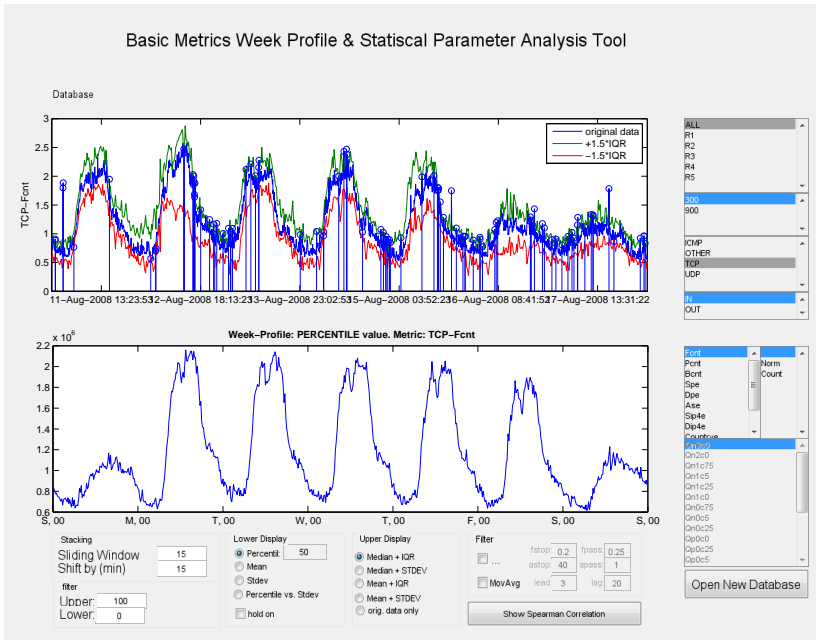 Basic Metrics Week Profile & Statiscal Parameter Analysis Tool
Database
original data
+1.5*IQR
−1.5*IQR
3
2.5
2
1.5
1
0.5
0
TCP−Fcnt
11−Aug−2008 13:23:53
12−Aug−2008 18:13:23
13−Aug−2008 23:02:53
15−Aug−2008 03:52:23
16−Aug−2008 08:41:52
17−Aug−2008 13:31:22
ALL
R1
R2
R3
R4
R5
300
900
ICMP
OTHER
TCP
UDP
IN
OUT
Week−Profile: PERCENTILE value. Metric: TCP−Fcnt
x 10^6
2.2
2
1.8
1.6
1.4
1.2
1
0.8
0.6
S, 00 M, 00 T, 00 W, 00 T, 00 F, 00 S, 00 S, 00
Fcnt
Pcnt Norm
Bcnt Count
Spe
Dpe
Ase
Sip4e
Dip4e
Qn2c0
Qn1c75
Qn1c5
Qn1c25
Qn1c0
Qn0c75
Qn0c5
Qn0c25
Qp0c0
Qp0c25
Qp0c5
Stacking
Sliding Window 15
Shift by (min) 15
filter
Upper: 100
Lower: 0
Lower Display
Percentil: 50
Mean
Stdev
Percentile vs. Stdev
hold on
Upper Display
Median + IQR
Median + STDEV
Mean + IQR
Mean + STDEV
orig. data only
Filter
... fstop: 0.2 fpass: 0.25
astop: 40 apass: 1
MovAvg lead: 3 lag: 20
Show Spearman Correlation
Open New Database